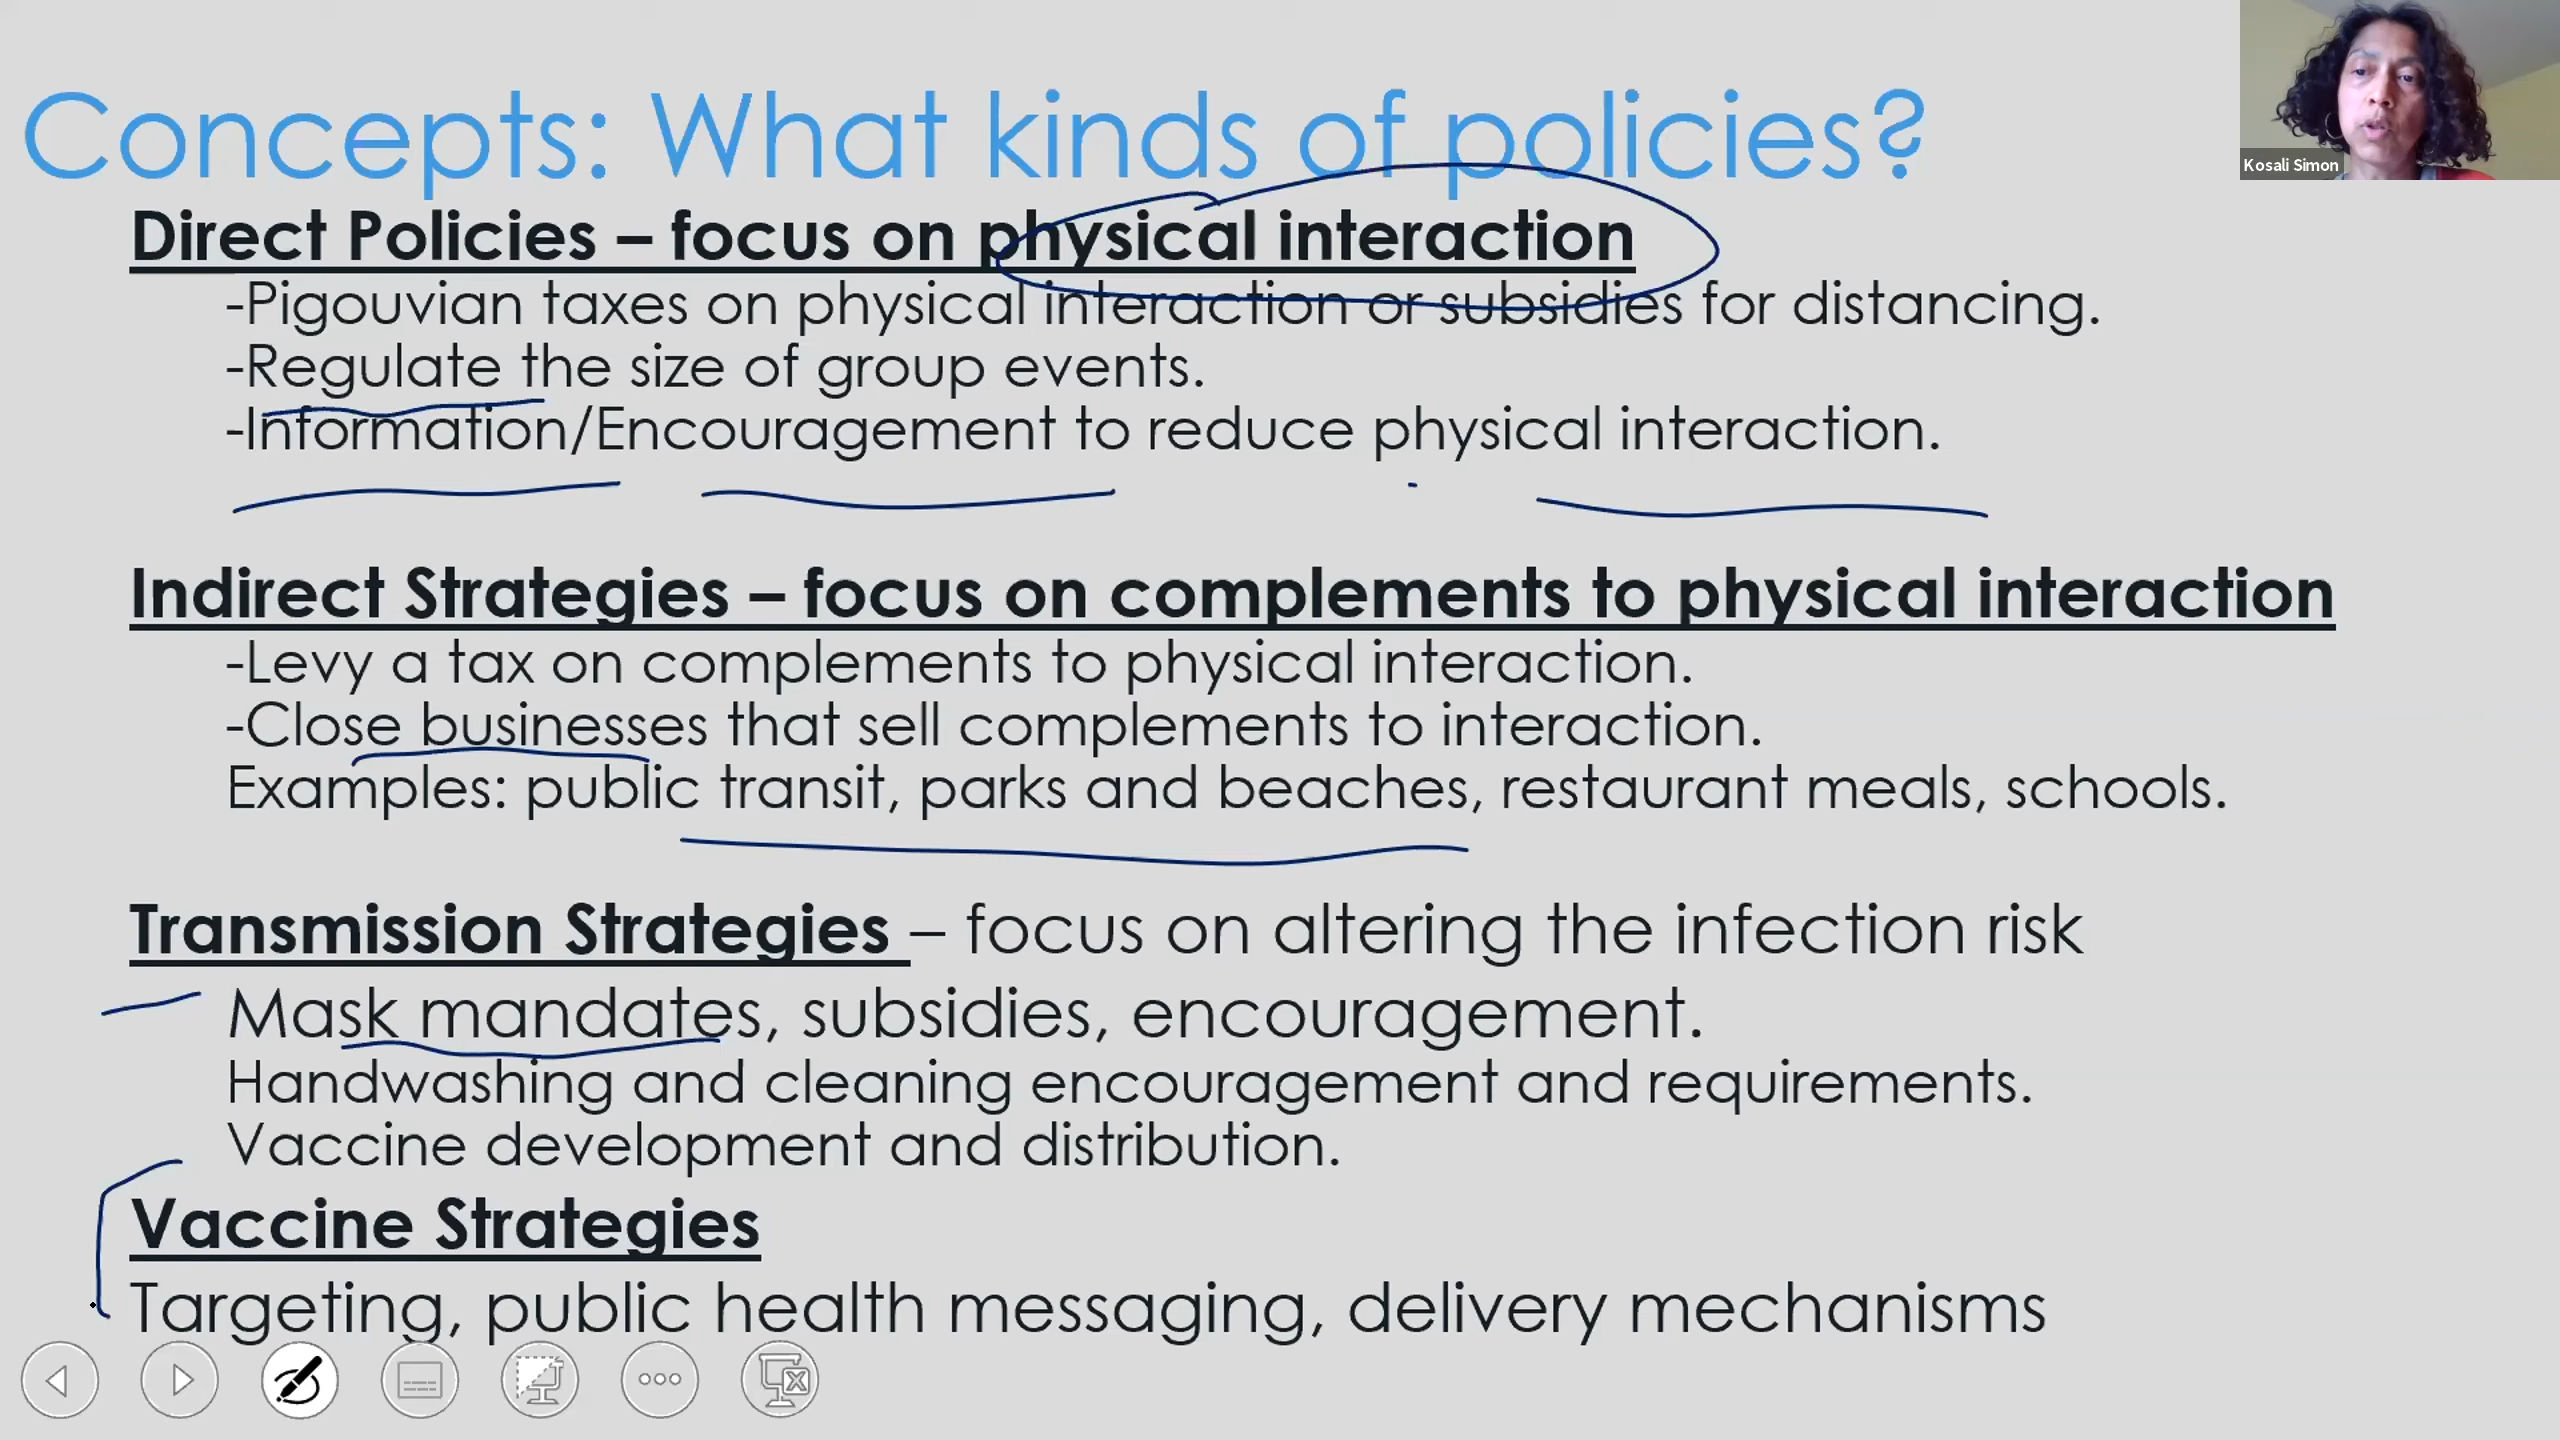 Concepts: What kinds of policies?
Kosali Simon
Direct Policies – focus on physical interaction
-Pigouvian taxes on physical interaction or subsidies for distancing.
-Regulate the size of group events.
-Information/Encouragement to reduce physical interaction.
Indirect Strategies – focus on complements to physical interaction
-Levy a tax on complements to physical interaction.
-Close businesses that sell complements to interaction.
Examples: public transit, parks and beaches, restaurant meals, schools.
Transmission Strategies – focus on altering the infection risk
Mask mandates, subsidies, encouragement.
Handwashing and cleaning encouragement and requirements.
Vaccine development and distribution.
Vaccine Strategies
Targeting, public health messaging, delivery mechanisms